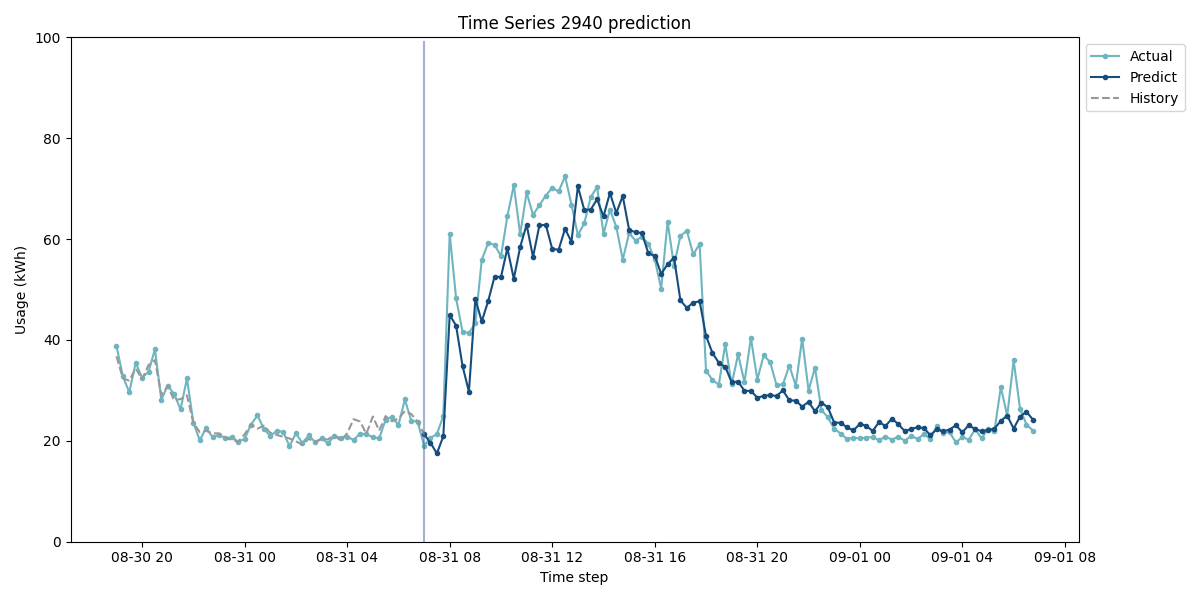 Time Series 2940 prediction
100
80
60
40
20
0
Usage (kWh)
08-30 20
08-31 00
08-31 04
08-31 08
08-31 12
08-31 16
08-31 20
09-01 00
09-01 04
09-01 08
Time step
Actual
Predict
History